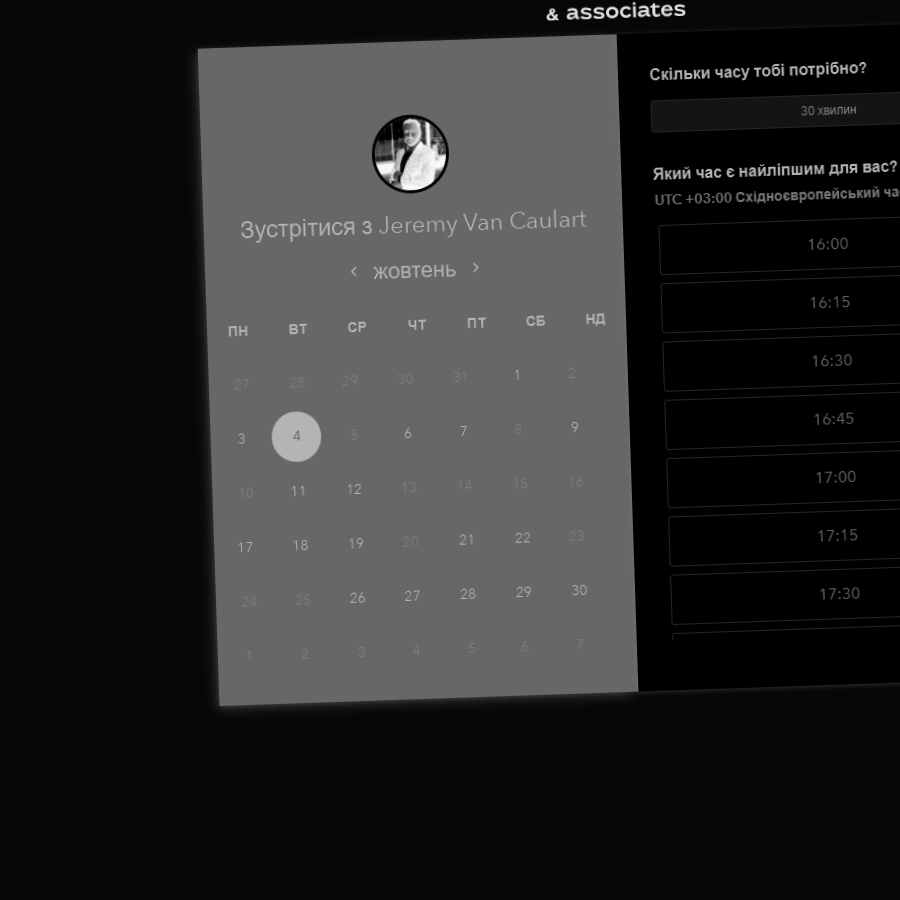 & associates
Зустрітися з Jeremy Van Caulart
жовтень
ПН ВТ СР ЧТ ПТ СБ НД
27 28 29 30 31 1 2
3 4 5 6 7 8 9
10 11 12 13 14 15 16
17 18 19 20 21 22 23
24 25 26 27 28 29 30
1 2 3 4 5 6 7
Скільки часу тобі потрібно?
30 хвилин
Який час є найліпшим для вас?
UTC +03:00 Східноєвропейський
16:00
16:15
16:30
16:45
17:00
17:15
17:30